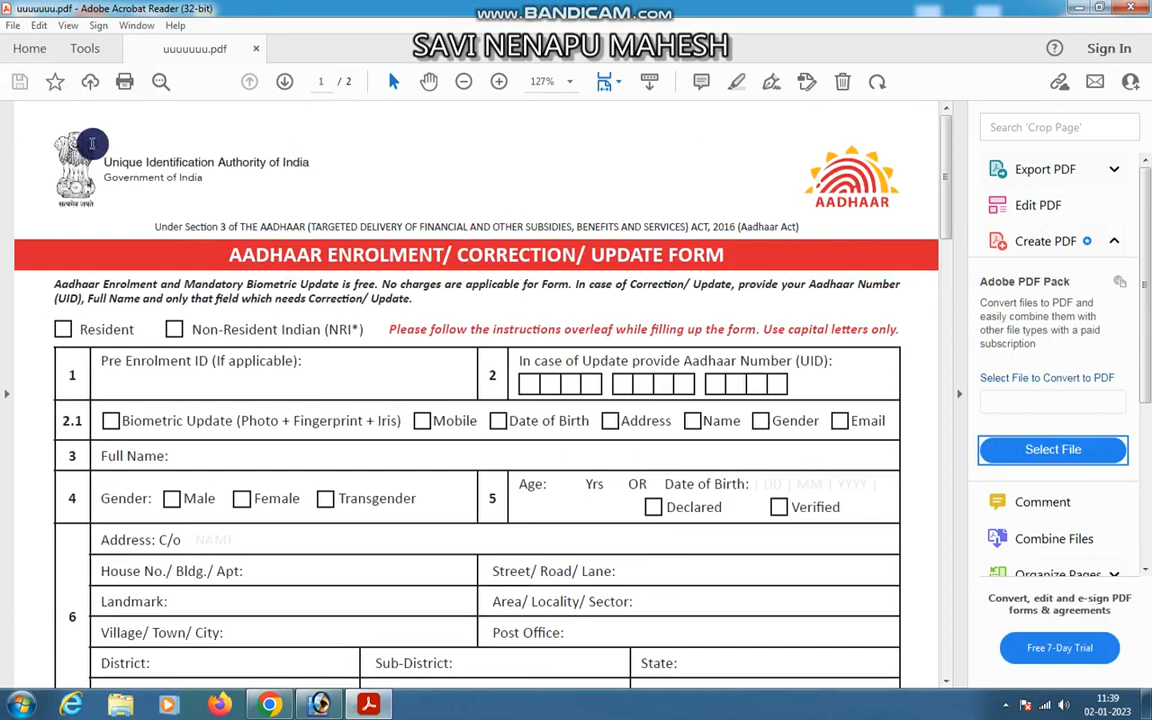 uuuuuuu.pdf - Adobe Acrobat Reader (32-bit)
www.BANDICAM.com
File Edit View Sign Window Help
SAVI NENAPU MAHESH
Home Tools uuuuuuu.pdf × Sign In
1 / 2 127%
Search 'Crop Page'
Export PDF
Edit PDF
Create PDF
Adobe PDF Pack
Convert files to PDF and
easily combine them with
other file types with a paid
subscription
Select File to Convert to PDF
Select File
Comment
Combine Files
Organize Pages
Convert, edit and e-sign PDF
forms & agreements
Free 7-Day Trial
सत्यमेव जयते
Unique Identification Authority of India
Government of India
AADHAAR
Under Section 3 of THE AADHAAR (TARGETED DELIVERY OF FINANCIAL AND OTHER SUBSIDIES, BENEFITS AND SERVICES) ACT, 2016 (Aadhaar Act)
AADHAAR ENROLMENT/ CORRECTION/ UPDATE FORM
Aadhaar Enrolment and Mandatory Biometric Update is free. No charges are applicable for Form. In case of Correction/ Update, provide your Aadhaar Number
(UID), Full Name and only that field which needs Correction/ Update.
Resident Non-Resident Indian (NRI*) Please follow the instructions overleaf while filling up the form. Use capital letters only.
1 Pre Enrolment ID (If applicable): 2 In case of Update provide Aadhaar Number (UID):
2.1 Biometric Update (Photo + Fingerprint + Iris) Mobile Date of Birth Address Name Gender Email
3 Full Name:
4 Gender: Male Female Transgender 5 Age: Yrs OR Date of Birth: | DD | MM | YYYY |
Declared Verified
6 Address: C/o NAME
House No./ Bldg./ Apt: Street/ Road/ Lane:
Landmark: Area/ Locality/ Sector:
Village/ Town/ City: Post Office:
District: Sub-District: State:
11:39
02-01-2023